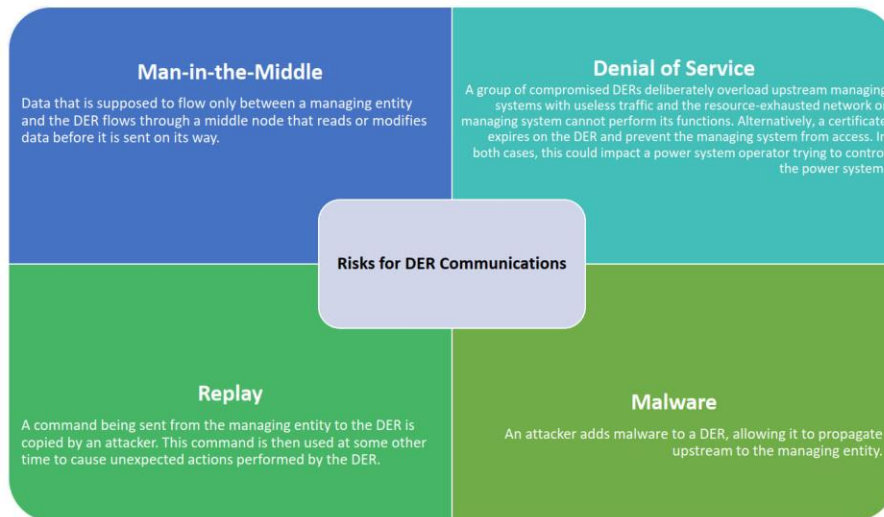 Man-in-the-Middle
Data that is supposed to flow only between a managing entity
and the DER flows through a middle node that reads or modifies
data before it is sent on its way.
Denial of Service
A group of compromised DERs deliberately overload upstream managing
systems with useless traffic and the resource-exhausted network or
managing system cannot perform its functions. Alternatively, a certificate
expires on the DER and prevent the managing system from access. In
both cases, this could impact a power system operator trying to control
the power system
Risks for DER Communications
Replay
A command being sent from the managing entity to the DER is
copied by an attacker. This command is then used at some other
time to cause unexpected actions performed by the DER.
Malware
An attacker adds malware to a DER, allowing it to propagate
upstream to the managing entity.